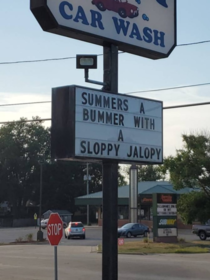 CAR WASH
SUMMERS A
BUMMER WITH
A
SLOPPY JALOPY
STOP